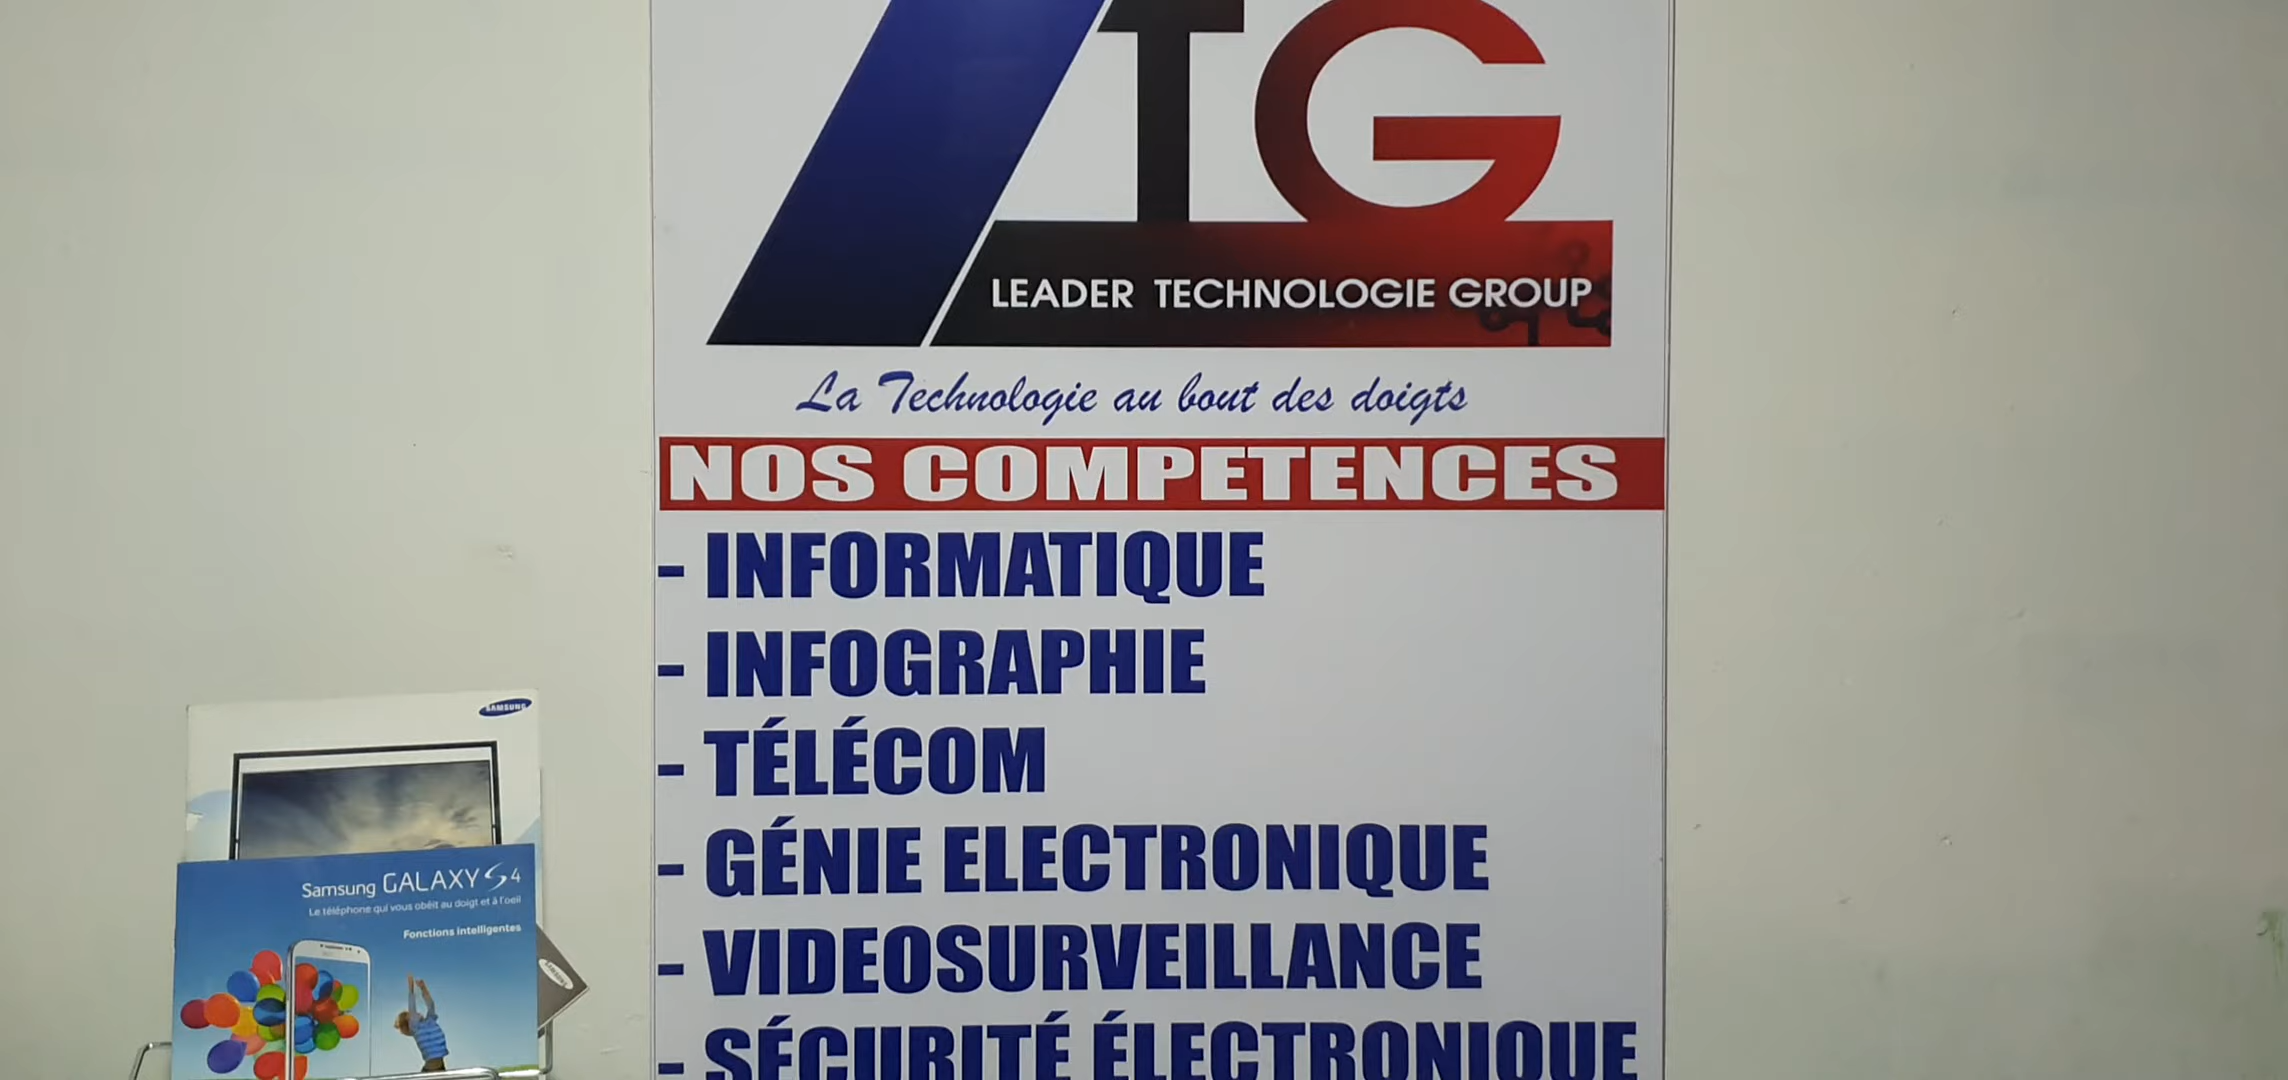 LTG
LEADER TECHNOLOGIE GROUP
La Technologie au bout des doigts
NOS COMPETENCES
- INFORMATIQUE
- INFOGRAPHIE
- TÉLÉCOM
- GÉNIE ELECTRONIQUE
- VIDEOSURVEILLANCE
- SÉCURITÉ ÉLECTRONIQUE
SAMSUNG
Samsung GALAXY S4
Le téléphone qui vous obéit au doigt et à l'oeil
Fonctions intelligentes